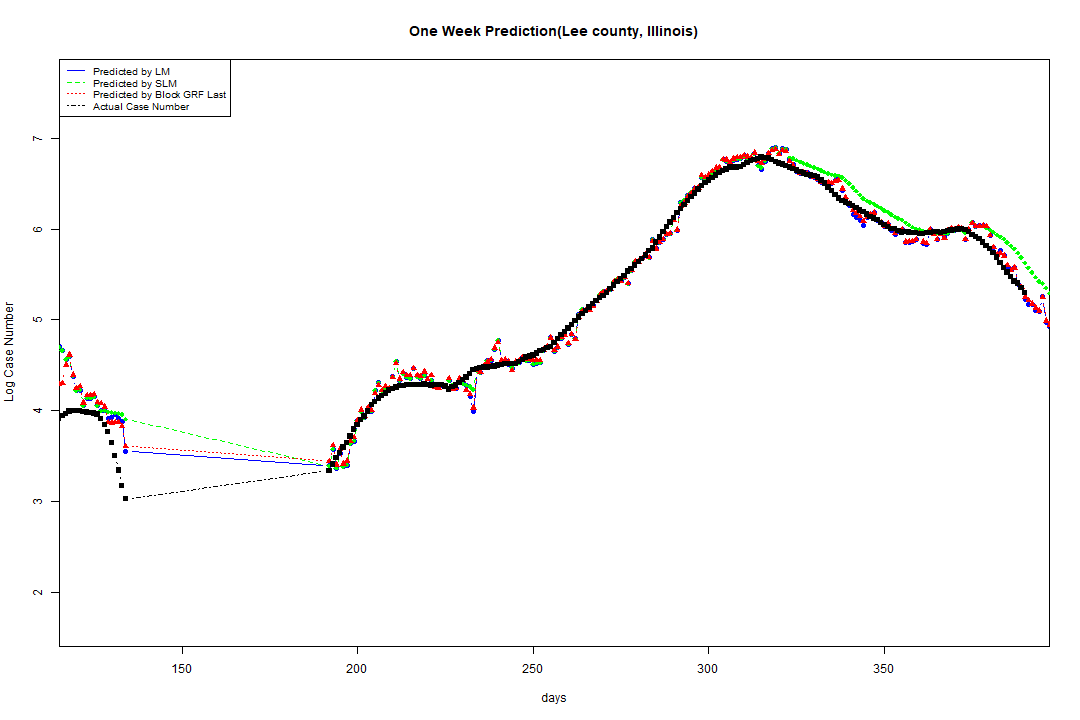 One Week Prediction(Lee county, Illinois)
Predicted by LM
Predicted by SLM
Predicted by Block GRF Last
Actual Case Number
7
6
5
4
3
2
Log Case Number
150 200 250 300 350
days